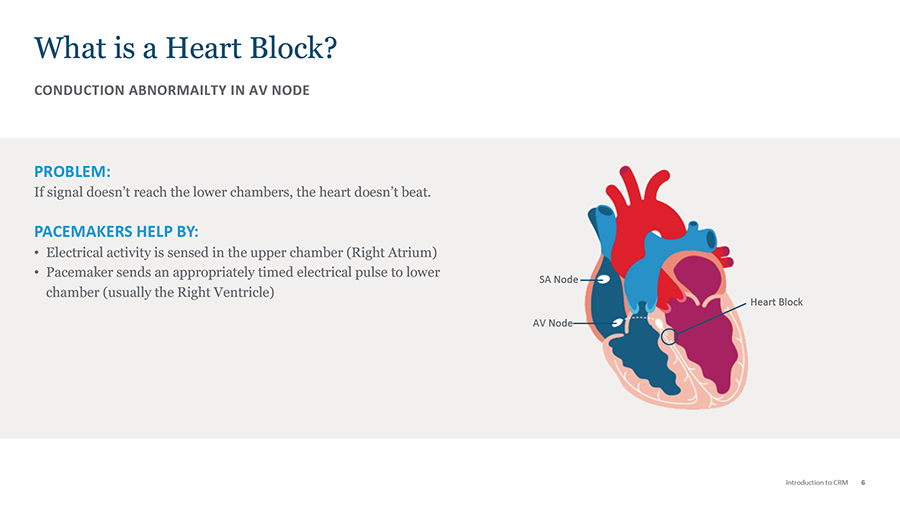 What is a Heart Block?
CONDUCTION ABNORMAILTY IN AV NODE
PROBLEM:
If signal doesn’t reach the lower chambers, the heart doesn’t beat.
PACEMAKERS HELP BY:
• Electrical activity is sensed in the upper chamber (Right Atrium)
• Pacemaker sends an appropriately timed electrical pulse to lower
chamber (usually the Right Ventricle)
SA Node
Heart Block
AV Node
Introduction to CRM 6